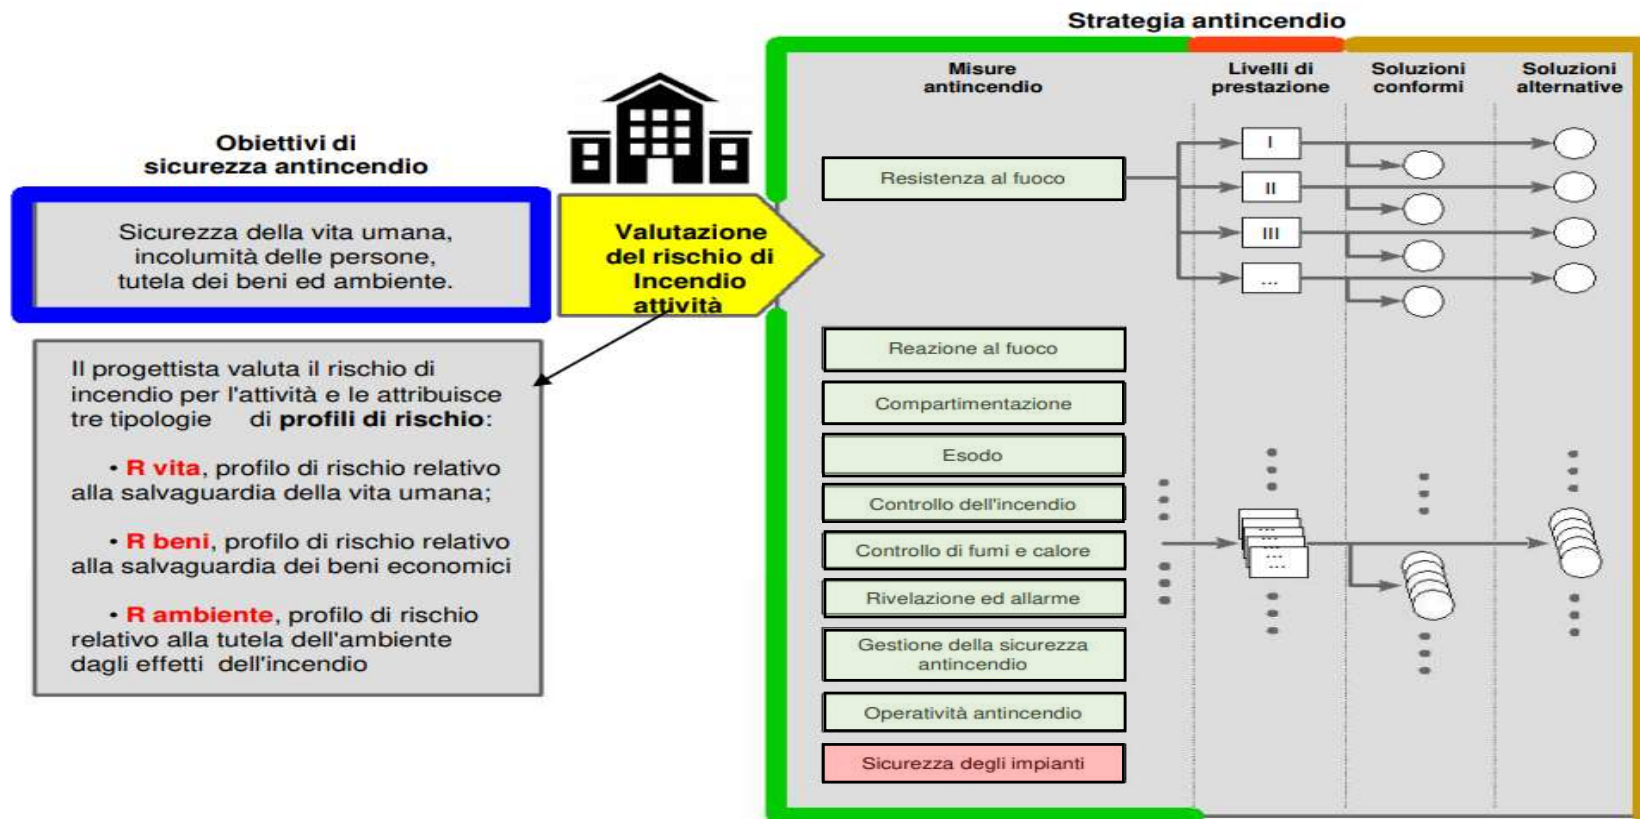 Strategia antincendio
Obiettivi di
sicurezza antincendio
Sicurezza della vita umana,
incolumità delle persone,
tutela dei beni ed ambiente.
Valutazione
del rischio di
Incendio
attività
Il progettista valuta il rischio di
incendio per l'attività e le attribuisce
tre tipologie di profili di rischio:
• R vita, profilo di rischio relativo
alla salvaguardia della vita umana;
• R beni, profilo di rischio relativo
alla salvaguardia dei beni economici
• R ambiente, profilo di rischio
relativo alla tutela dell'ambiente
dagli effetti dell'incendio
Misure
antincendio
Livelli di
prestazione
Soluzioni
conformi
Soluzioni
alternative
Resistenza al fuoco
I
II
III
...
Reazione al fuoco
Compartimentazione
Esodo
Controllo dell'incendio
Controllo di fumi e calore
Rivelazione ed allarme
Gestione della sicurezza
antincendio
Operatività antincendio
Sicurezza degli impianti
...
...